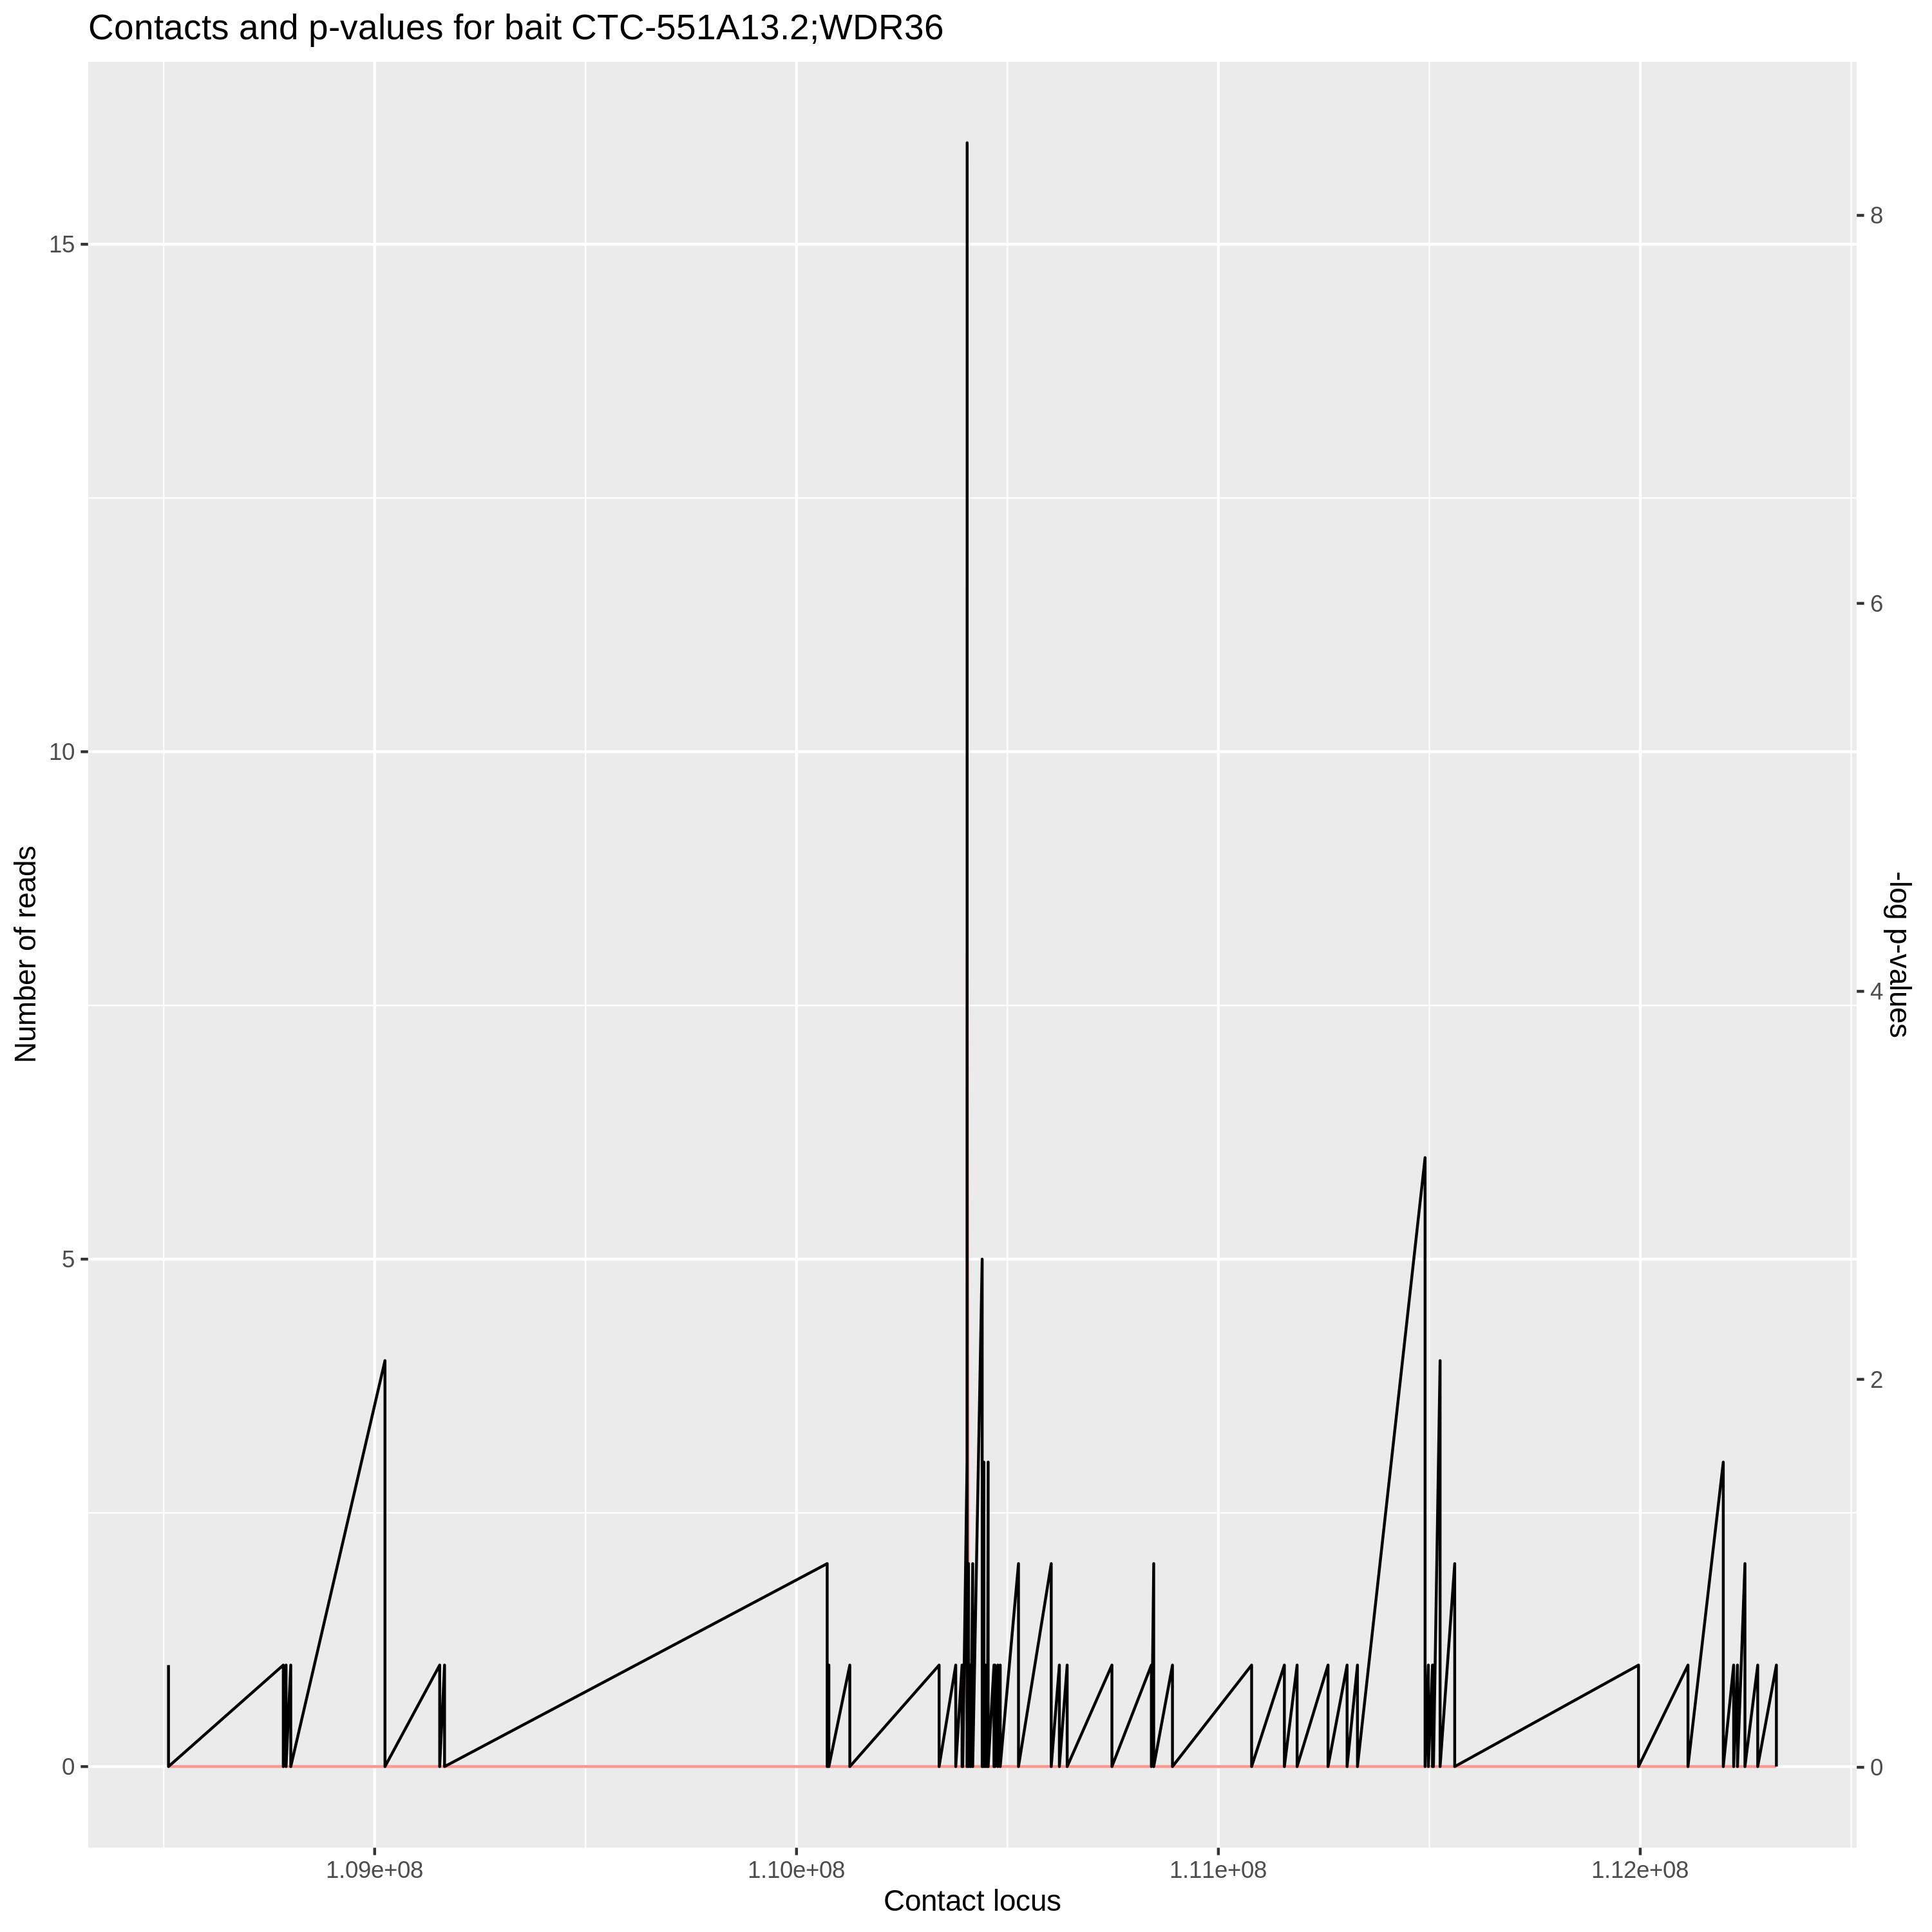 Contacts and p-values for bait CTC-551A13.2;WDR36
15
10
5
0
Number of reads
8
6
4
2
0
-log p-values
1.09e+08
1.10e+08
1.11e+08
1.12e+08
Contact locus